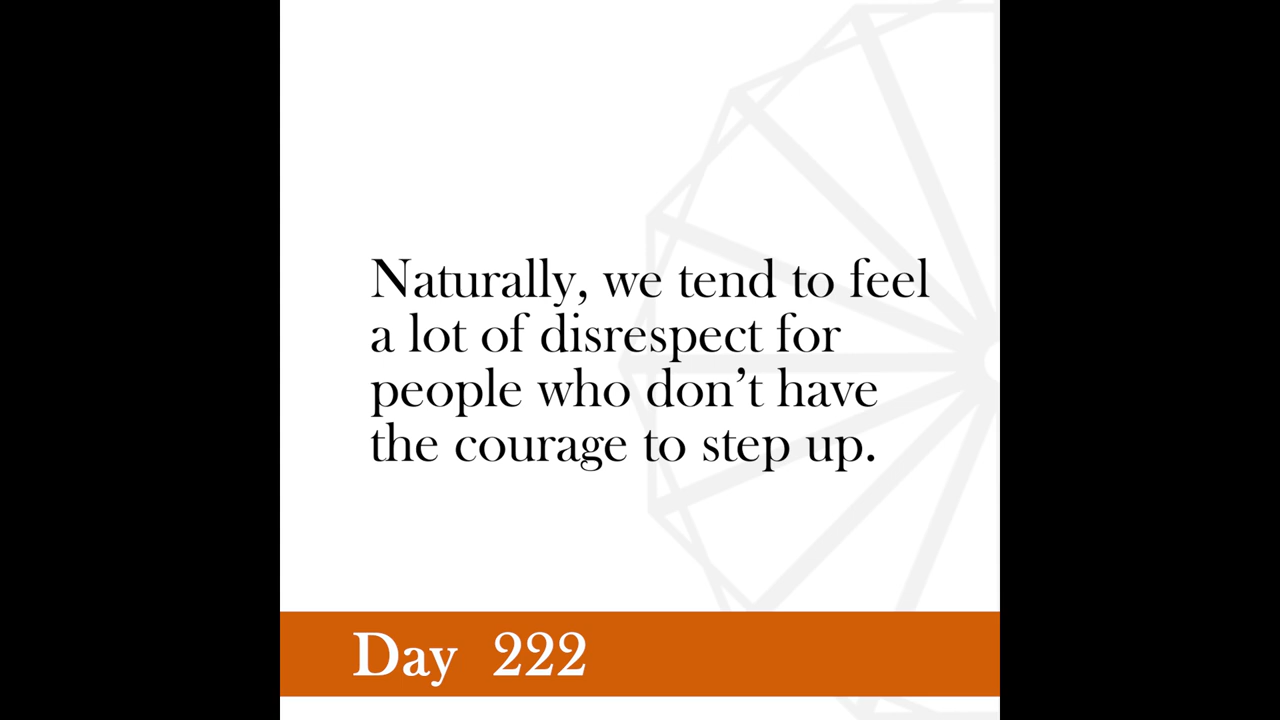 Naturally, we tend to feel
a lot of disrespect for
people who don’t have
the courage to step up.
Day 222